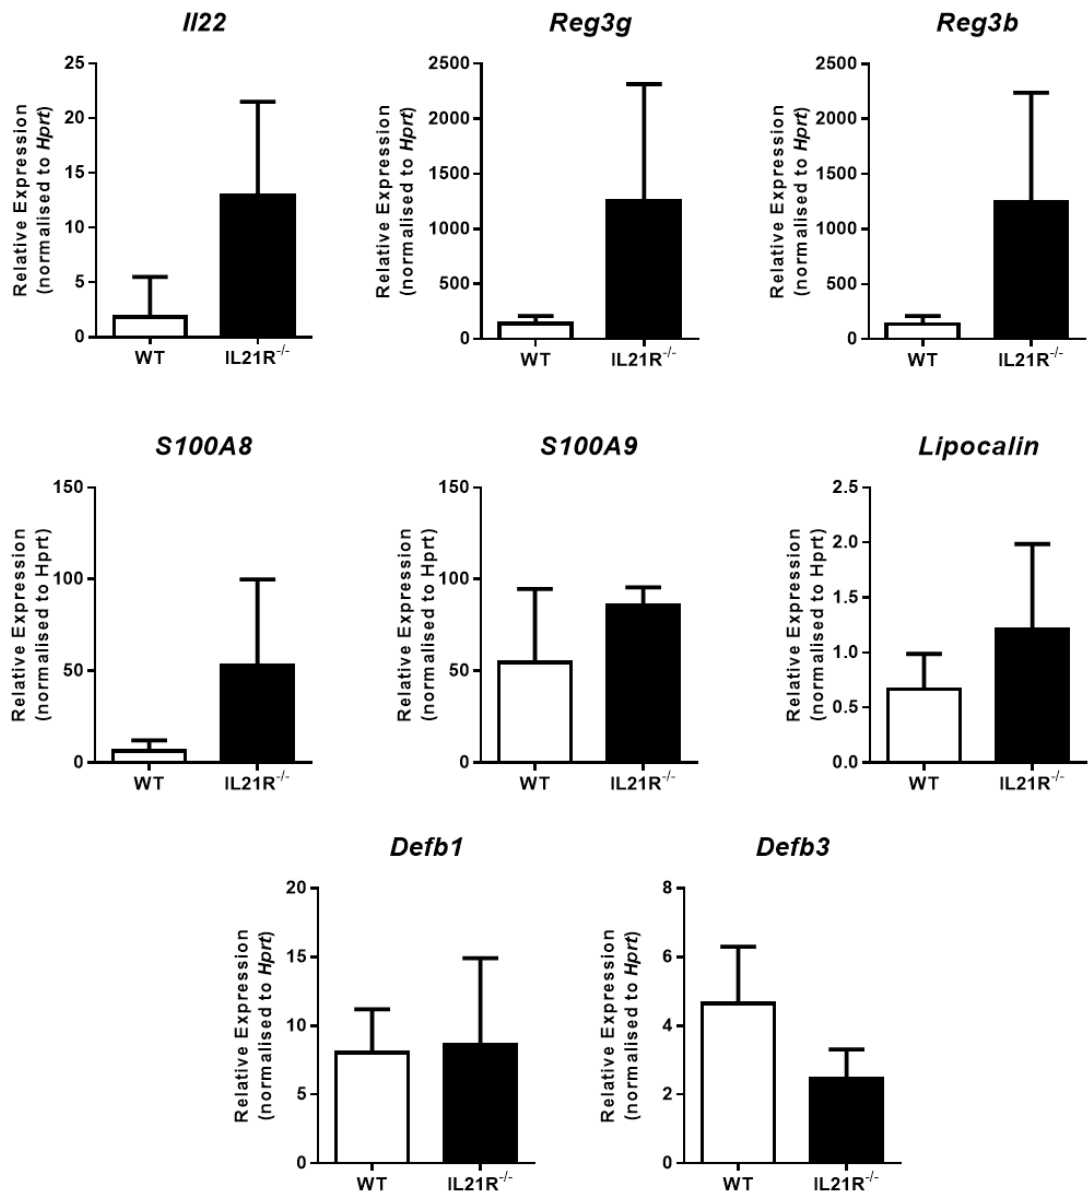 Il22
Reg3g
Reg3b
Relative Expression
(normalised to Hprt)
25
20
15
10
5
0
WT
IL21R-/-
Relative Expression
(normalised to Hprt)
2500
2000
1500
1000
500
0
WT
IL21R-/-
Relative Expression
(normalised to Hprt)
2500
2000
1500
1000
500
0
WT
IL21R-/-
S100A8
S100A9
Lipocalin
Relative Expression
(normalised to Hprt)
150
100
50
0
WT
IL21R-/-
Relative Expression
(normalised to Hprt)
150
100
50
0
WT
IL21R-/-
Relative Expression
(normalised to Hprt)
2.5
2.0
1.5
1.0
0.5
0.0
WT
IL21R-/-
Defb1
Defb3
Relative Expression
(normalised to Hprt)
20
15
10
5
0
WT
IL21R-/-
Relative Expression
(normalised to Hprt)
8
6
4
2
0
WT
IL21R-/-